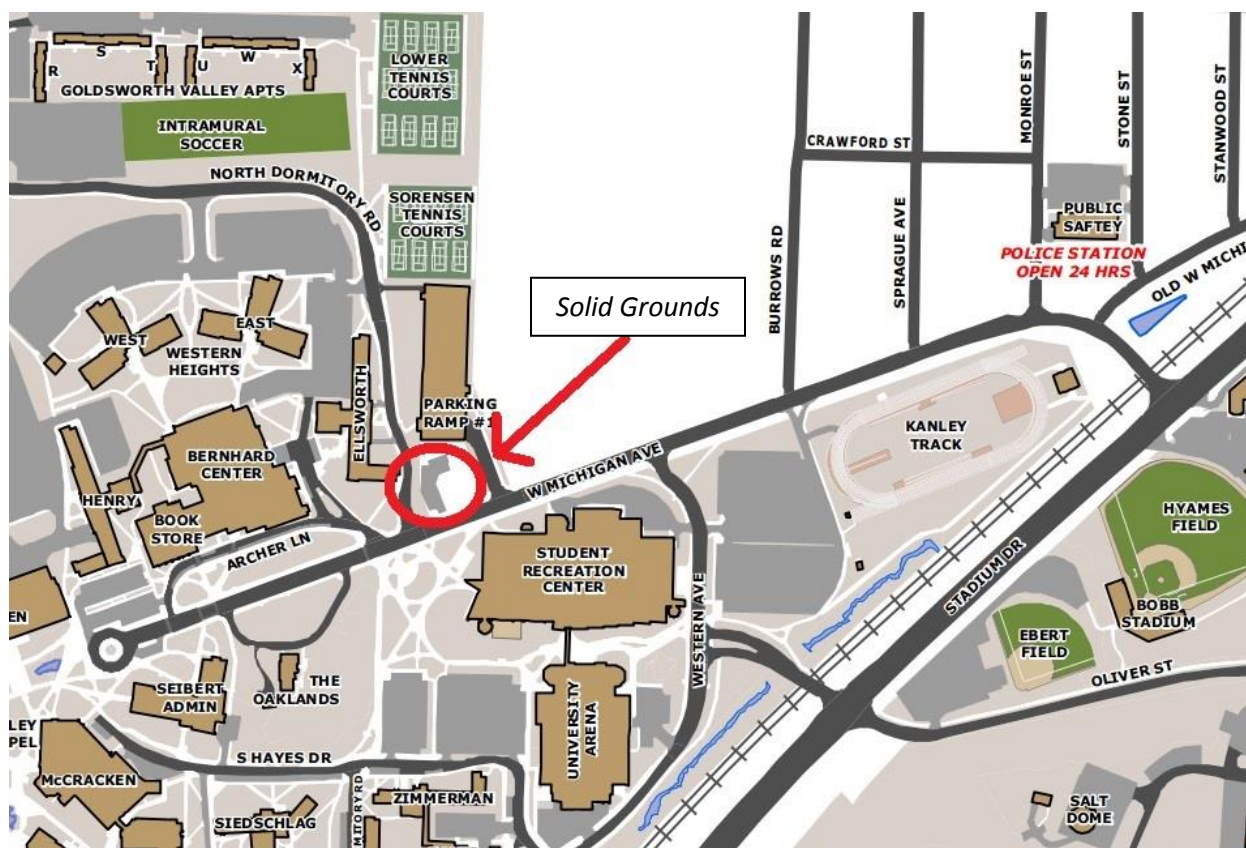 S
W
R
T
U
X
GOLDSWORTH VALLEY APTS
LOWER
TENNIS
COURTS
INTRAMURAL
SOCCER
NORTH DORMITORY RD
SORENSEN
TENNIS
COURTS
CRAWFORD ST
MONROE ST
STONE ST
STANWOOD ST
BURROWS RD
SPRAGUE AVE
PUBLIC
SAFTEY
POLICE STATION
OPEN 24 HRS
OLD W MICHI
Solid Grounds
WEST
EAST
WESTERN
HEIGHTS
ELLSWORTH
PARKING
RAMP #1
BERNHARD
CENTER
HENRY
BOOK
STORE
ARCHER LN
W MICHIGAN AVE
KANLEY
TRACK
HYAMES
FIELD
STUDENT
RECREATION
CENTER
STADIUM DR
WESTERN AVE
BOBB
STADIUM
EBERT
FIELD
OLIVER ST
EN
SEIBERT
ADMIN
THE
OAKLANDS
UNIVERSITY
ARENA
LEY
PEL
S HAYES DR
McCRACKEN
MITORY RD
ZIMMERMAN
SIEDSCHLAG
SALT
DOME